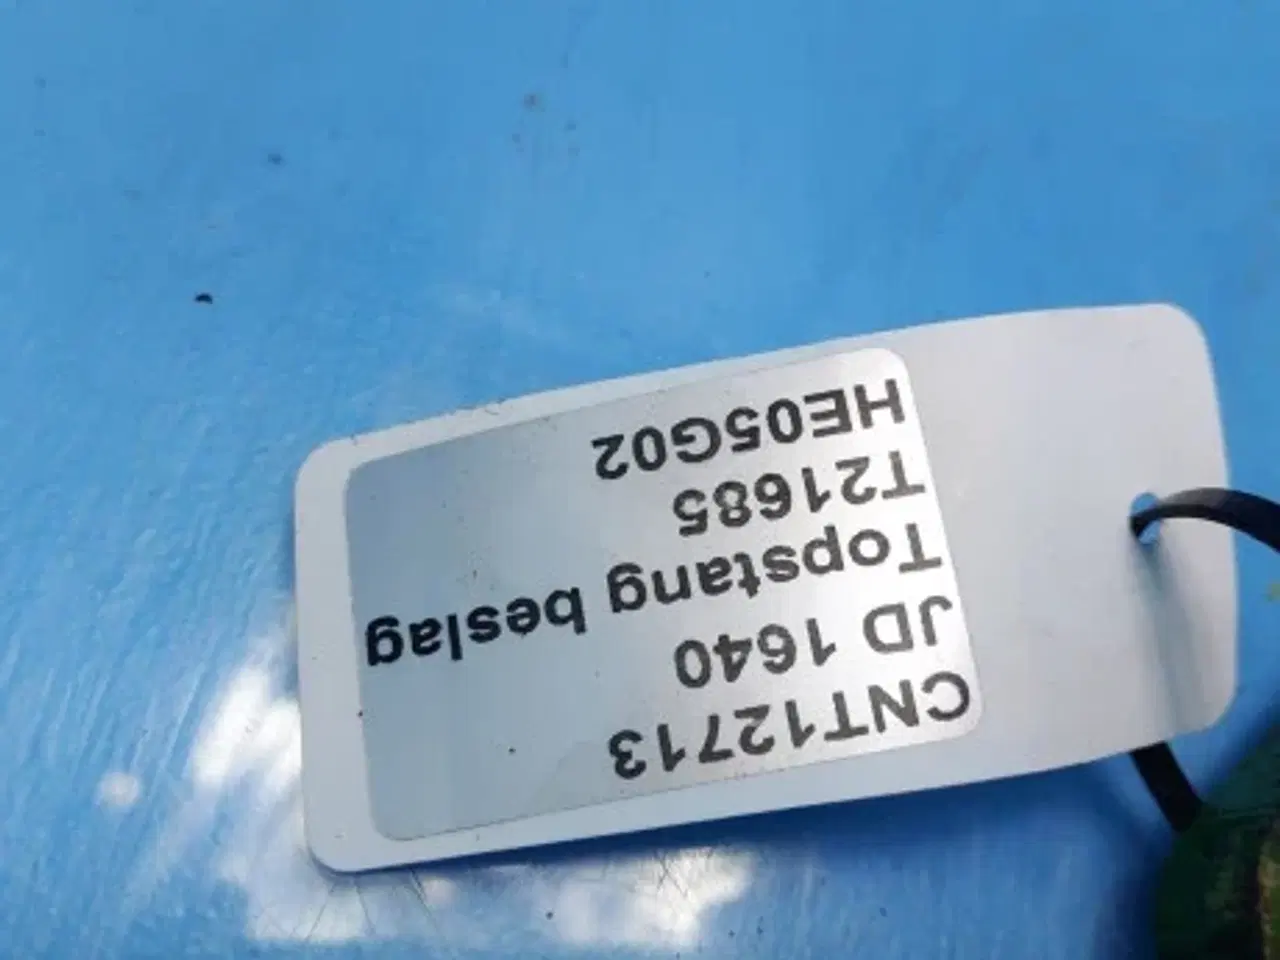 CNT12713
JD 1640
Topstang beslag
T21685
HE05G02